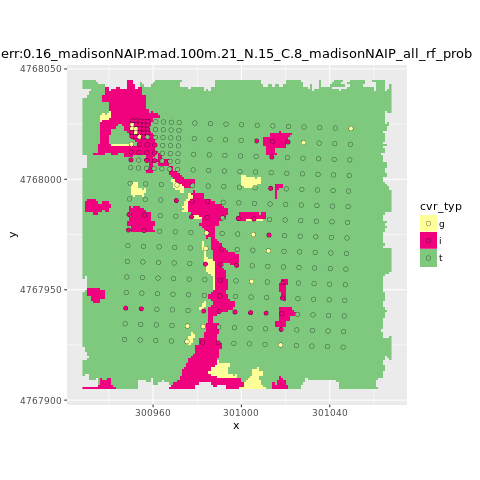 err:0.16_madisonNAIP.mad.100m.21_N.15_C.8_madisonNAIP_all_rf_prob
4768050
4768000
4767950
4767900
y
300960
301000
301040
x
cvr_typ
g
i
t